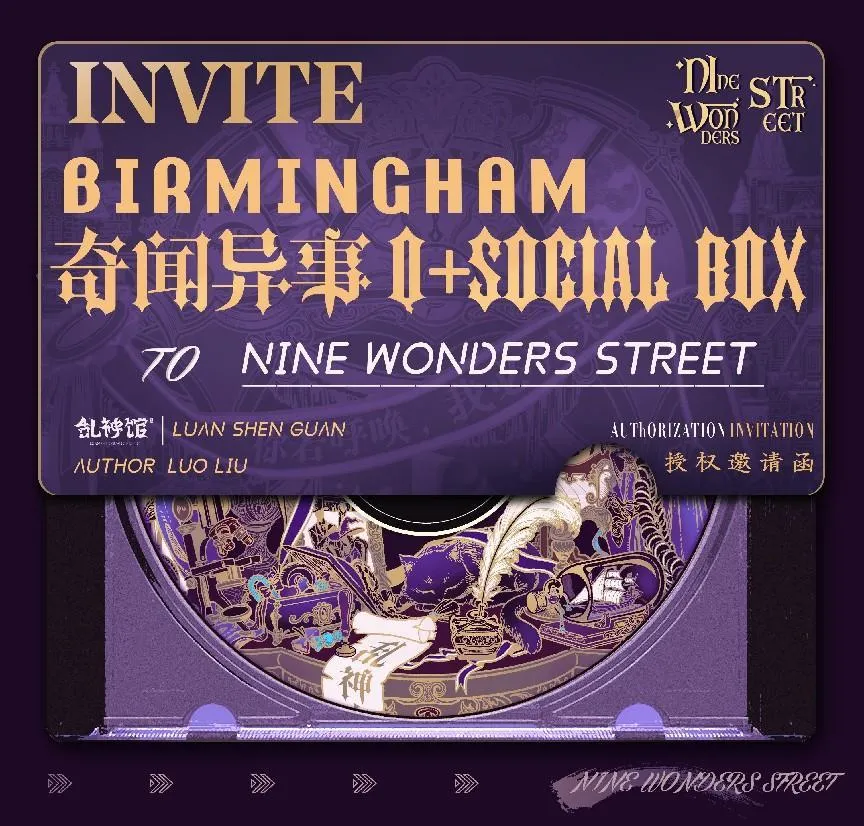 INVITE
NINE WONDERS STREET
BIRMINGHAM
奇闻异事 Q+SOCIAL BOX
TO NINE WONDERS STREET
乱神馆 LUAN SHEN GUAN
AUTHORIZATION INVITATION
AUTHOR LUO LIU
授权邀请函
乱神
NINE WONDERS STREET